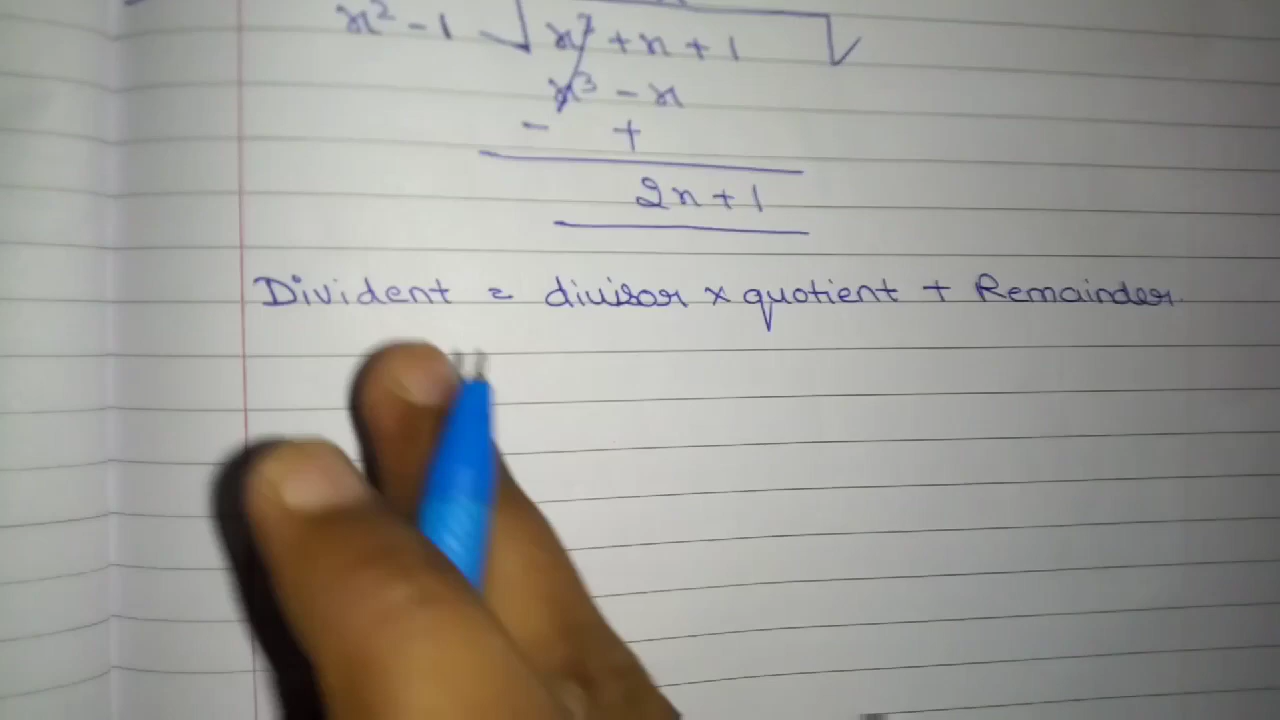 x² - 1 √ x³ + x + 1
x³ - x
- +
2x + 1
Divident = divisor × quotient + Remainder